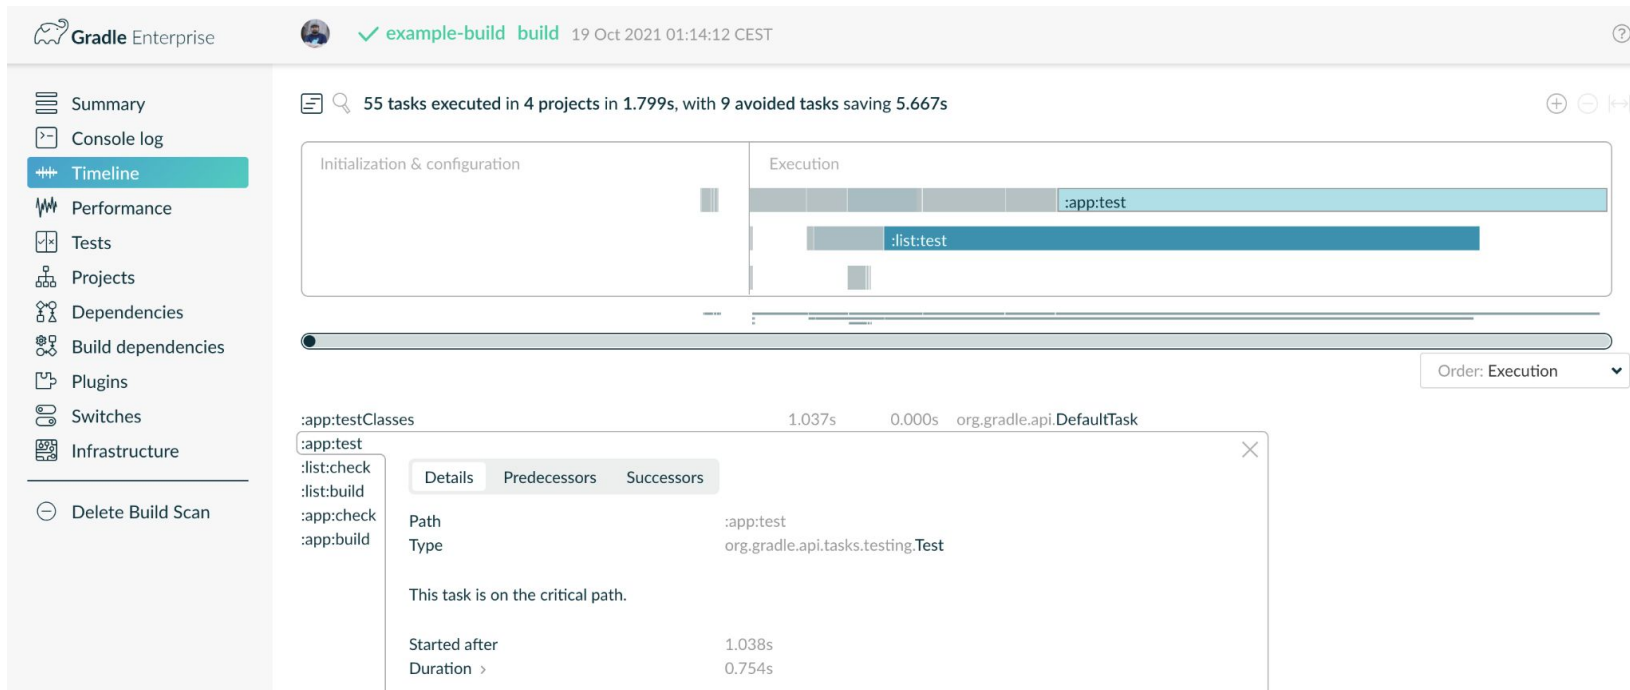 Gradle Enterprise
example-build build 19 Oct 2021 01:14:12 CEST
Summary
Console log
Timeline
Performance
Tests
Projects
Dependencies
Build dependencies
Plugins
Switches
Infrastructure
Delete Build Scan
55 tasks executed in 4 projects in 1.799s, with 9 avoided tasks saving 5.667s
Initialization & configuration
Execution
:app:test
:list:test
Order: Execution
:app:testClasses 1.037s 0.000s org.gradle.api.DefaultTask
:app:test
:list:check
:list:build
:app:check
:app:build
Details Predecessors Successors
Path :app:test
Type org.gradle.api.tasks.testing.Test
This task is on the critical path.
Started after 1.038s
Duration > 0.754s